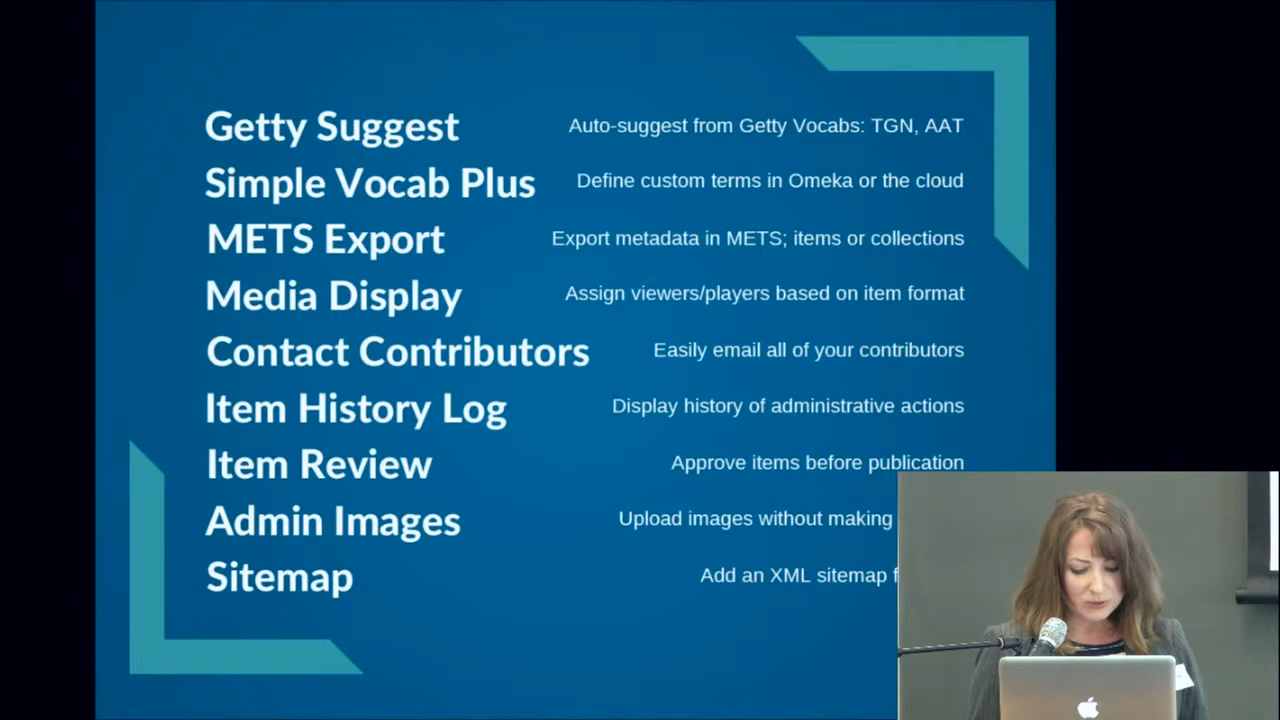 Getty Suggest Auto-suggest from Getty Vocabs: TGN, AAT
Simple Vocab Plus Define custom terms in Omeka or the cloud
METS Export Export metadata in METS; items or collections
Media Display Assign viewers/players based on item format
Contact Contributors Easily email all of your contributors
Item History Log Display history of administrative actions
Item Review Approve items before publication
Admin Images Upload images without making
Sitemap Add an XML sitemap